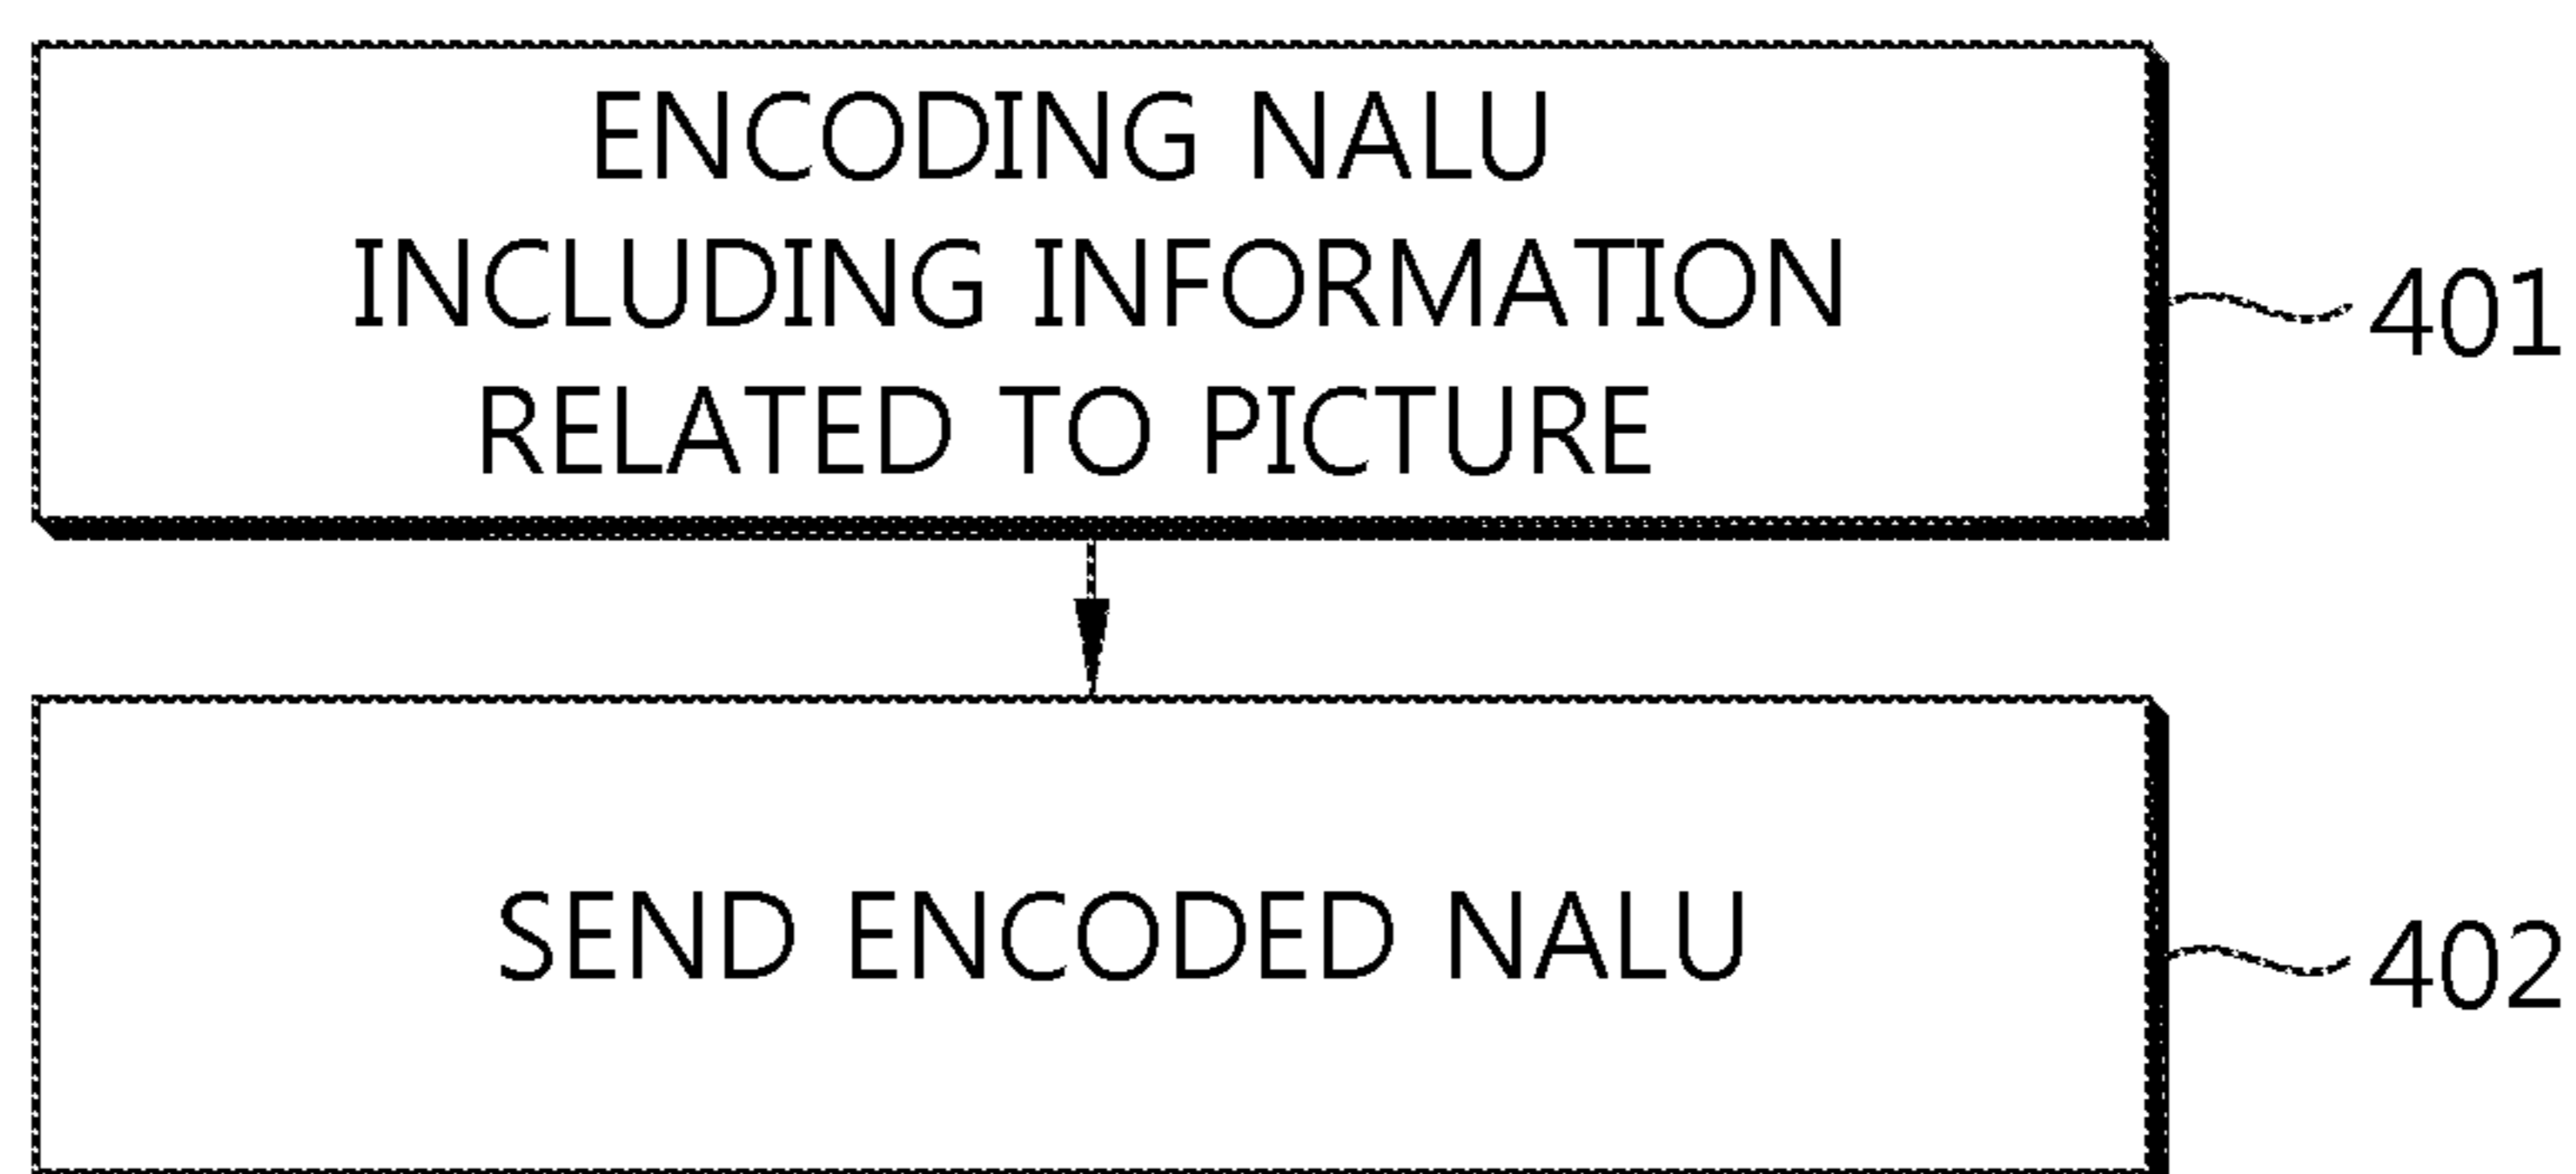 ENCODING NALU
INCLUDING INFORMATION
RELATED TO PICTURE
401
SEND ENCODED NALU
402